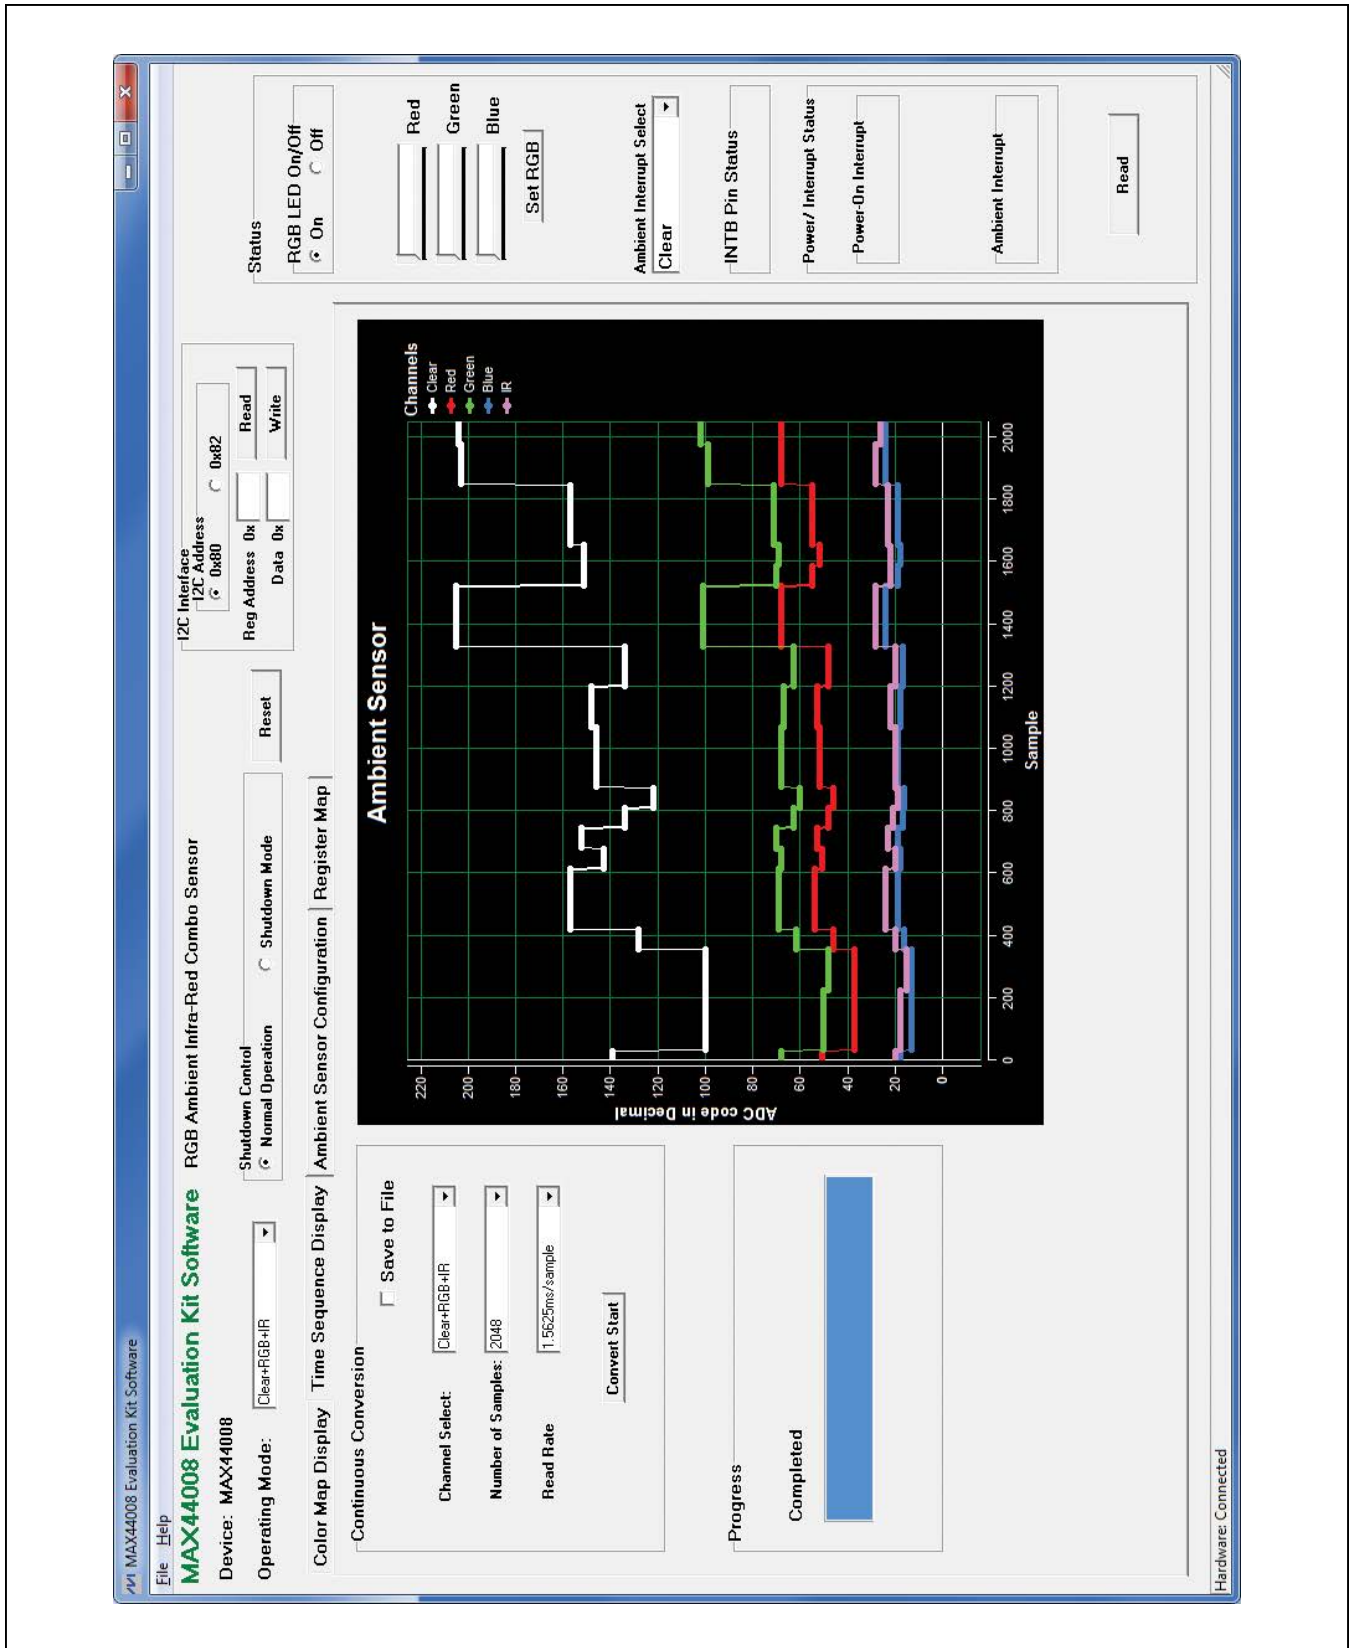 MAX44008 Evaluation Kit Software
File Help
MAX44008 Evaluation Kit Software RGB Ambient Infra-Red Combo Sensor
Device: MAX44008
Operating Mode: Clear+RGB+IR
Shutdown Control
Normal Operation Shutdown Mode
Reset
I2C Interface
I2C Address
0x80 0x82
Reg Address 0x Read
Data 0x Write
Color Map Display Time Sequence Display Ambient Sensor Configuration Register Map
Continuous Conversion
Save to File
Channel Select: Clear+RGB+IR
Number of Samples: 2048
Read Rate 1.5625ms/sample
Convert Start
Progress
Completed
Ambient Sensor
Channels
Clear
Red
Green
Blue
IR
ADC code in Decimal
220
200
180
160
140
120
100
80
60
40
20
0
0 200 400 600 800 1000 1200 1400 1600 1800 2000
Sample
Status
RGB LED On/Off
On Off
Red
Green
Blue
Set RGB
Ambient Interrupt Select
Clear
INTB Pin Status
Power/ Interrupt Status
Power-On Interrupt
Ambient Interrupt
Read
Hardware: Connected